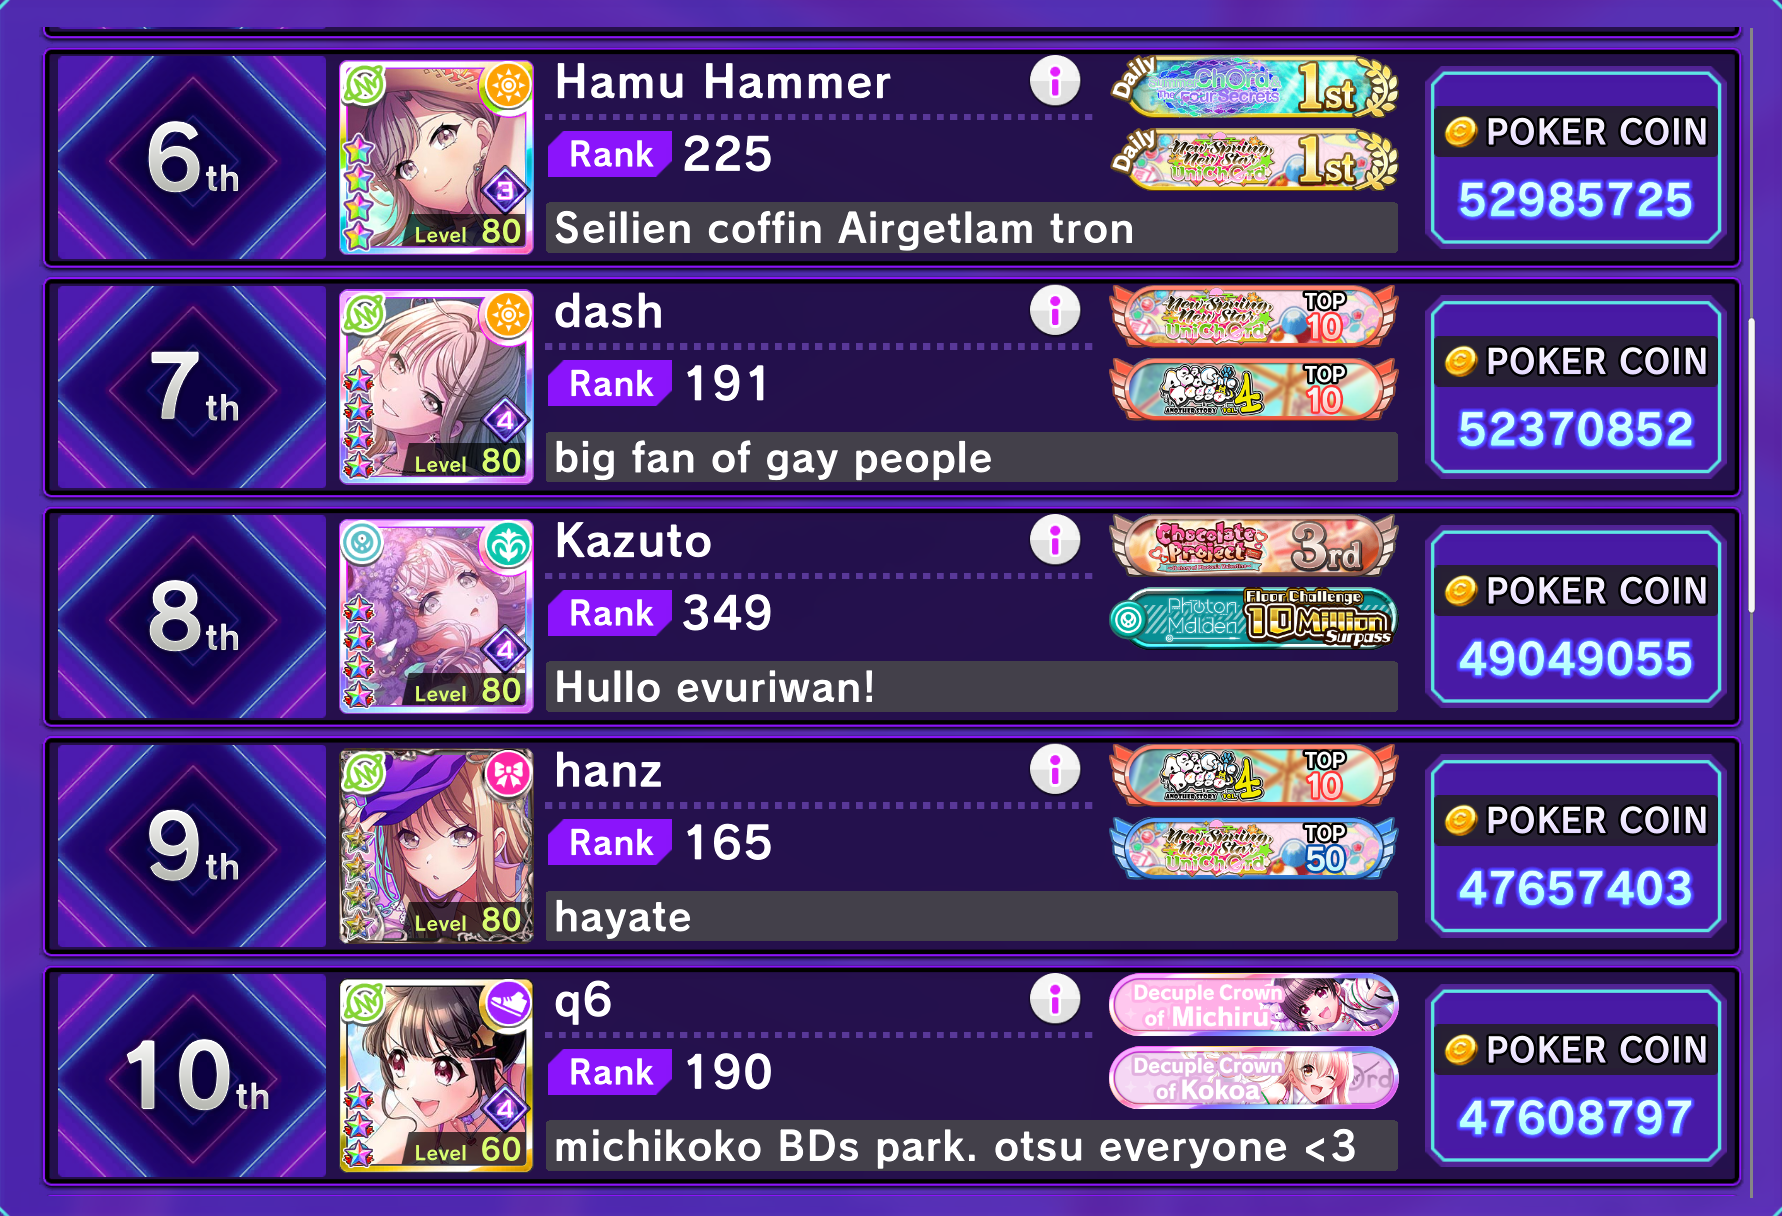 6th
Level 80
3
Hamu Hammer
Rank 225
Seilien coffin Airgetlam tron
Daily
ChOrd &
The Four Secrets
1st
Daily
New Spring,
New Star
UniChOrd
1st
POKER COIN
52985725
7th
Level 80
4
dash
Rank 191
big fan of gay people
New Spring,
New Star
UniChOrd
TOP
10
ANOTHER STORY VOL.4
TOP
10
POKER COIN
52370852
8th
Level 80
4
Kazuto
Rank 349
Hullo evuriwan!
Chocolate
Project
3rd
Photon
Maiden
Floor Challenge
10 Million
Surpass
POKER COIN
49049055
9th
Level 80
hanz
Rank 165
hayate
ANOTHER STORY VOL.4
TOP
10
New Spring,
New Star
UniChOrd
TOP
50
POKER COIN
47657403
10th
Level 60
4
q6
Rank 190
michikoko BDs park. otsu everyone <3
Decuple Crown
of Michiru
Decuple Crown
of Kokoa
POKER COIN
47608797